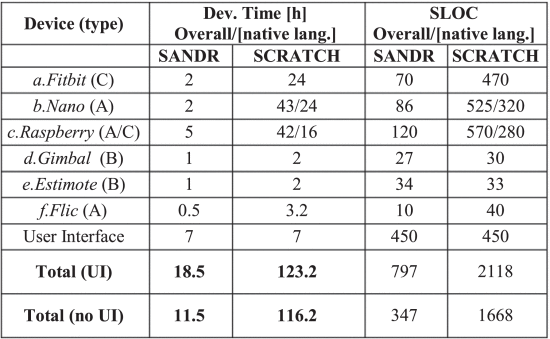 Device (type) Dev. Time [h] SLOC
Overall/[native lang.] Overall/[native lang.]
SANDR SCRATCH SANDR SCRATCH
a.Fitbit (C) 2 24 70 470
b.Nano (A) 2 43/24 86 525/320
c.Raspberry (A/C) 5 42/16 120 570/280
d.Gimbal (B) 1 2 27 30
e.Estimote (B) 1 2 34 33
f.Flic (A) 0.5 3.2 10 40
User Interface 7 7 450 450
Total (UI) 18.5 123.2 797 2118
Total (no UI) 11.5 116.2 347 1668